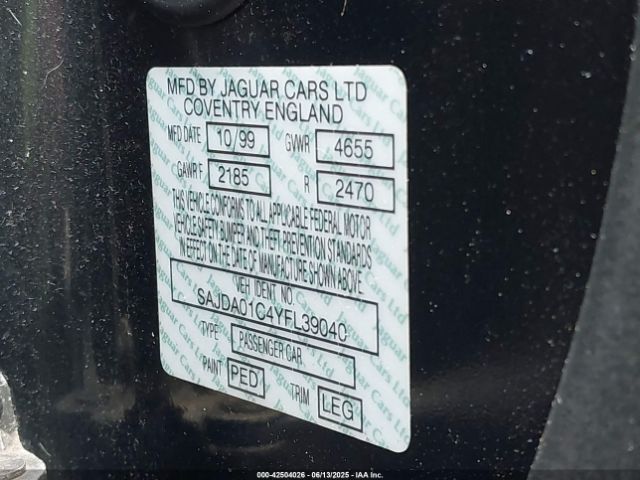 MFD BY JAGUAR CARS LTD
COVENTRY ENGLAND
MFD DATE 10/99 GVWR 4655
GAWR F 2185 R 2470
THIS VEHICLE CONFORMS TO ALL APPLICABLE FEDERAL MOTOR
VEHICLE SAFETY BUMPER AND THEFT PREVENTION STANDARDS
IN EFFECT ON THE DATE OF MANUFACTURE SHOWN ABOVE.
VEH IDENT NO.
SAJDA01C4YFL39040
TYPE PASSENGER CAR
PAINT PED TRIM LEG
000-42504026 - 06/13/2025 - IAA Inc.